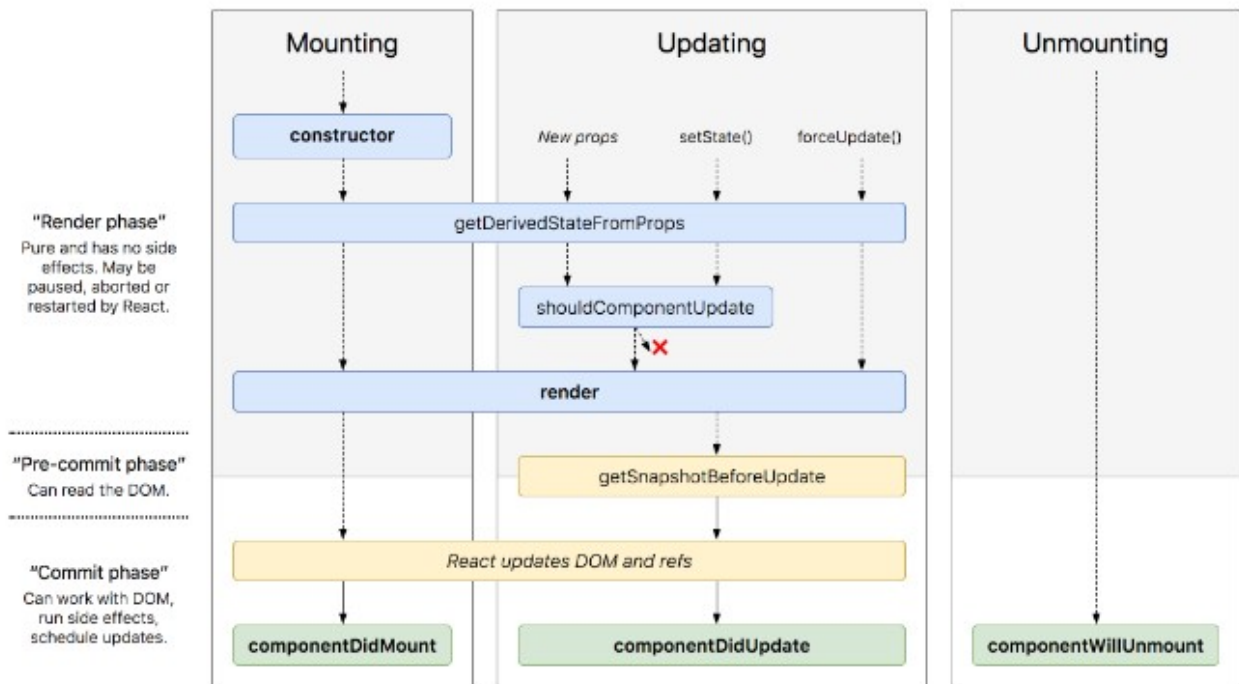 Mounting
Updating
Unmounting
constructor
New props
setState()
forceUpdate()
"Render phase"
Pure and has no side
effects. May be
paused, aborted or
restarted by React.
getDerivedStateFromProps
shouldComponentUpdate
render
"Pre-commit phase"
Can read the DOM.
getSnapshotBeforeUpdate
"Commit phase"
Can work with DOM,
run side effects,
schedule updates.
React updates DOM and refs
componentDidMount
componentDidUpdate
componentWillUnmount